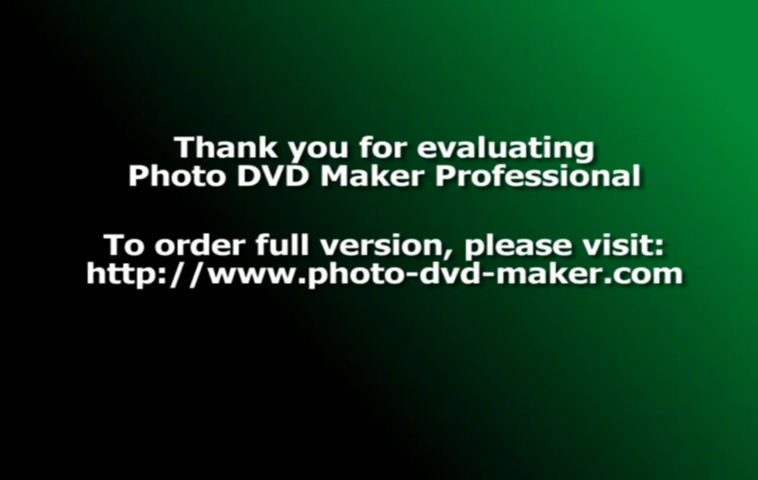 Thank you for evaluating
Photo DVD Maker Professional
To order full version, please visit:
http://www.photo-dvd-maker.com